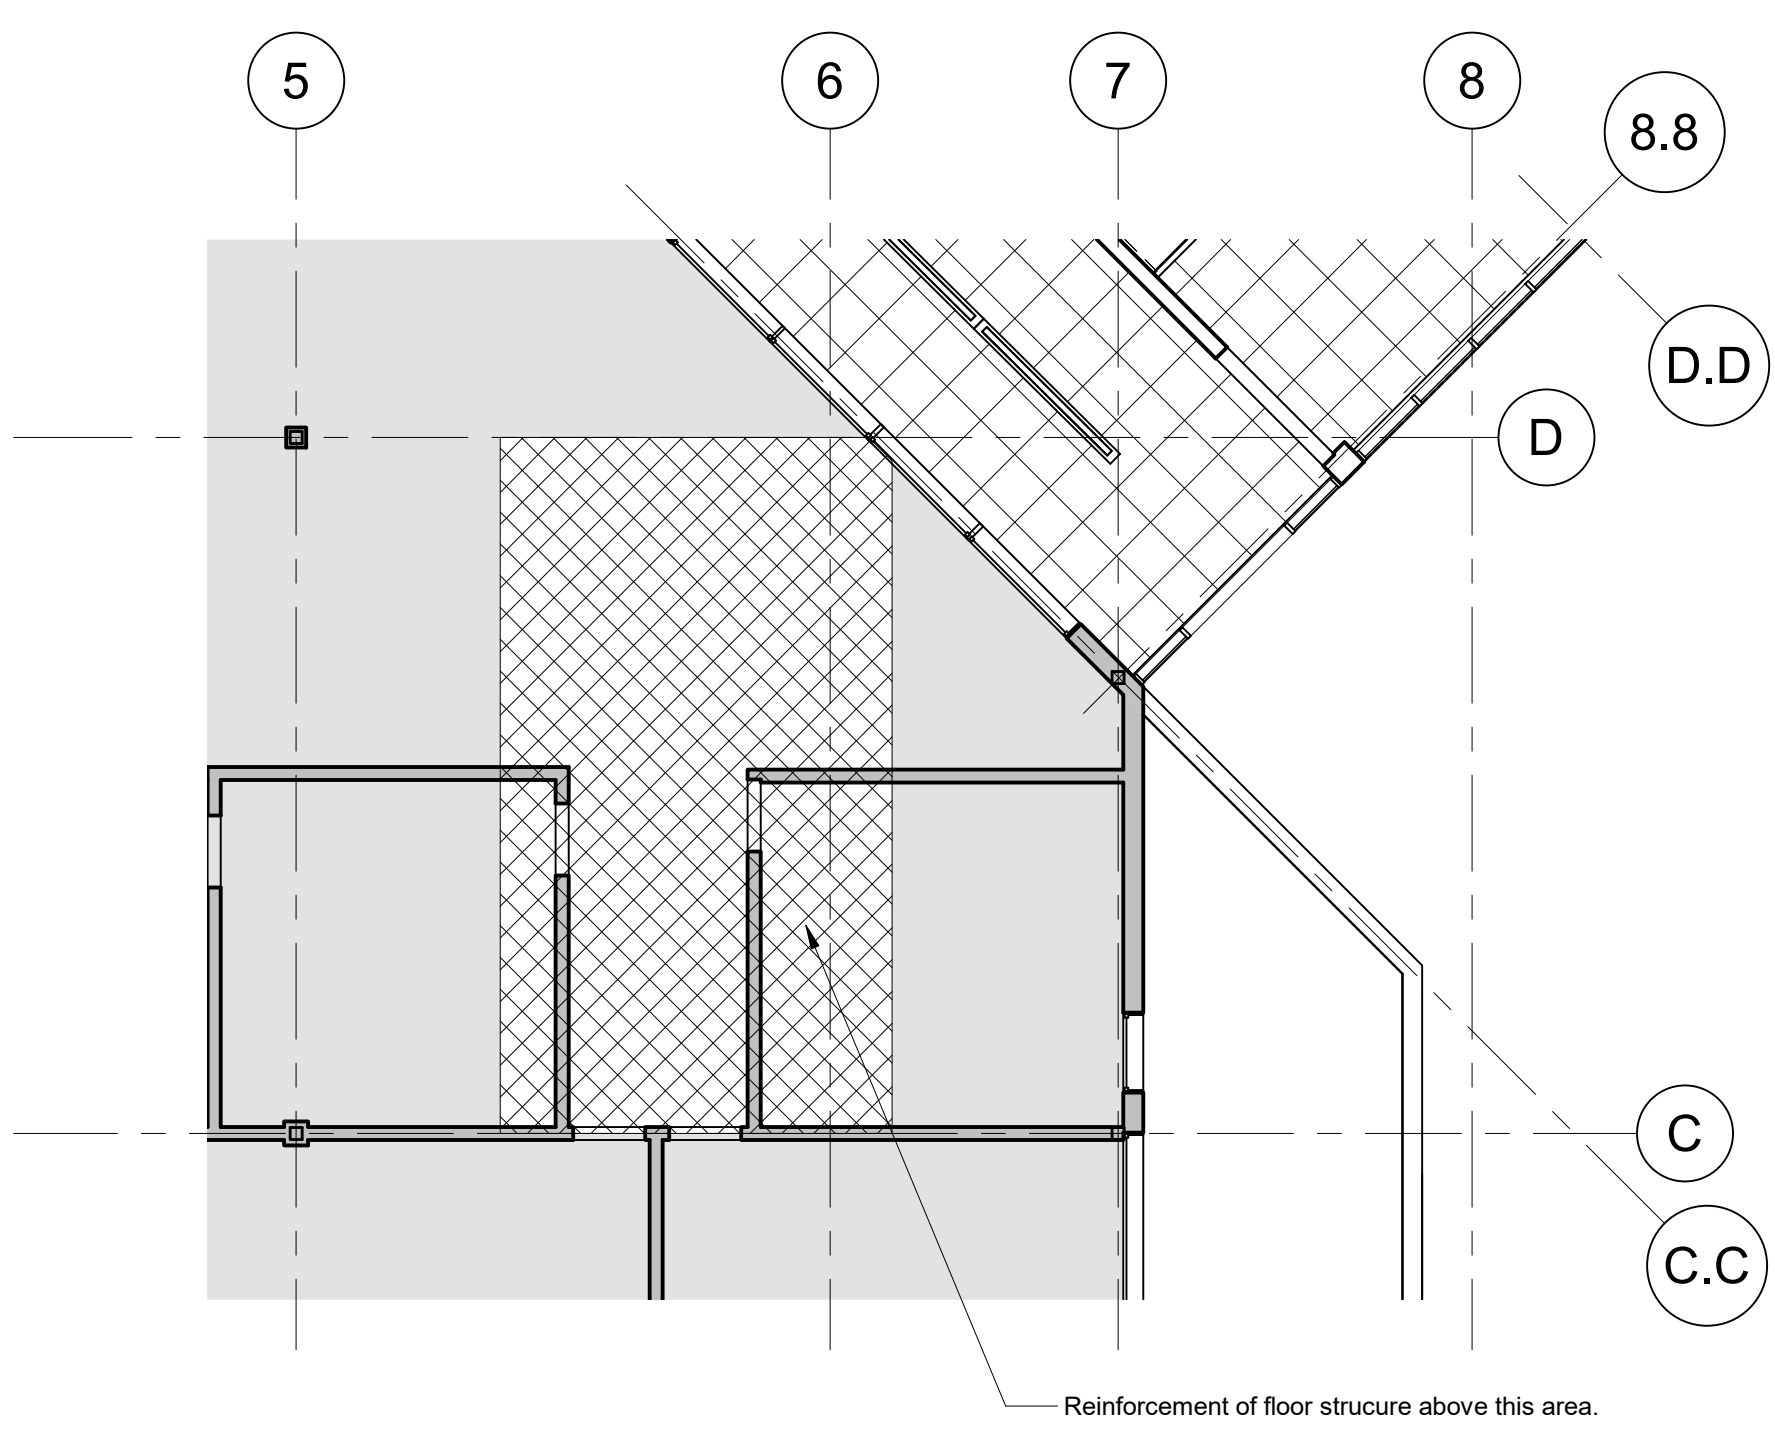 5
6
7
8
8.8
D.D
D
C
C.C
Reinforcement of floor strucure above this area.